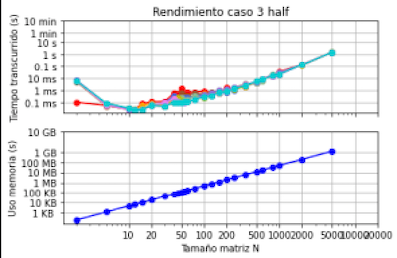 Rendimiento caso 3 half
Tiempo transcurrido (s)
10 min
1 min
10 s
0.1 s
10 ms
1 ms
0.1 ms
Uso memoria (s)
10 GB
1 GB
100 MB
10 MB
1 MB
100 KB
10 KB
1 KB
10 20 50 100 200 500 1000 2000 5000 10000 20000
Tamaño matriz N